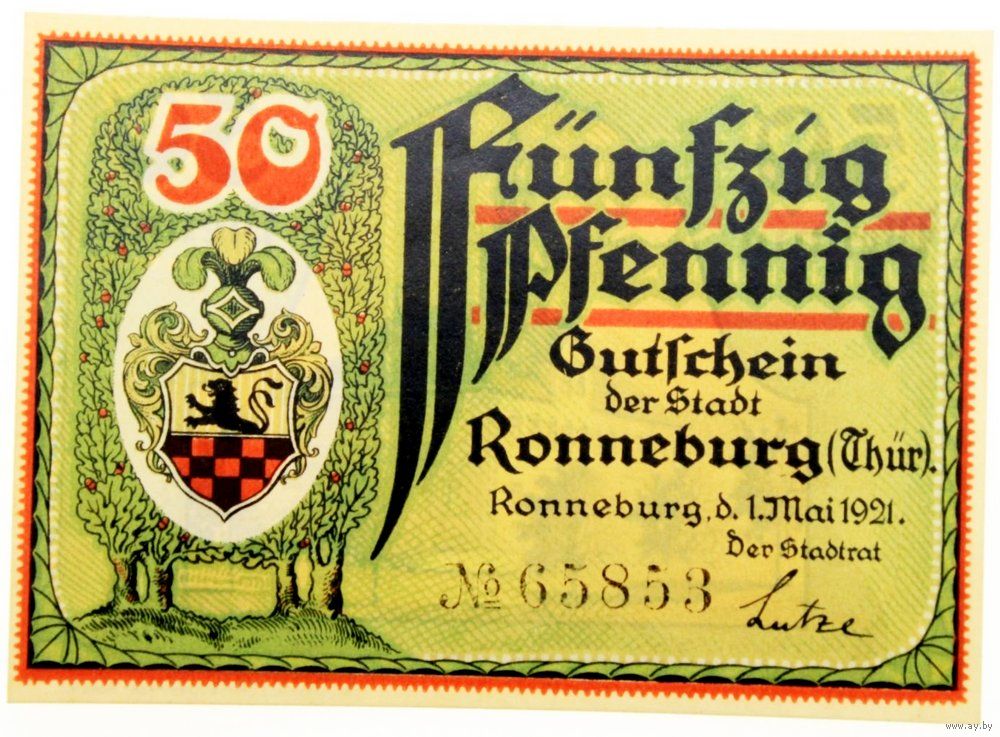 50
Fünfzig
Pfennig
Gutschein
der Stadt
Ronneburg (Thür).
Ronneburg, d. 1. Mai 1921.
Der Stadtrat
№ 65853
Lutze
www.ay.by